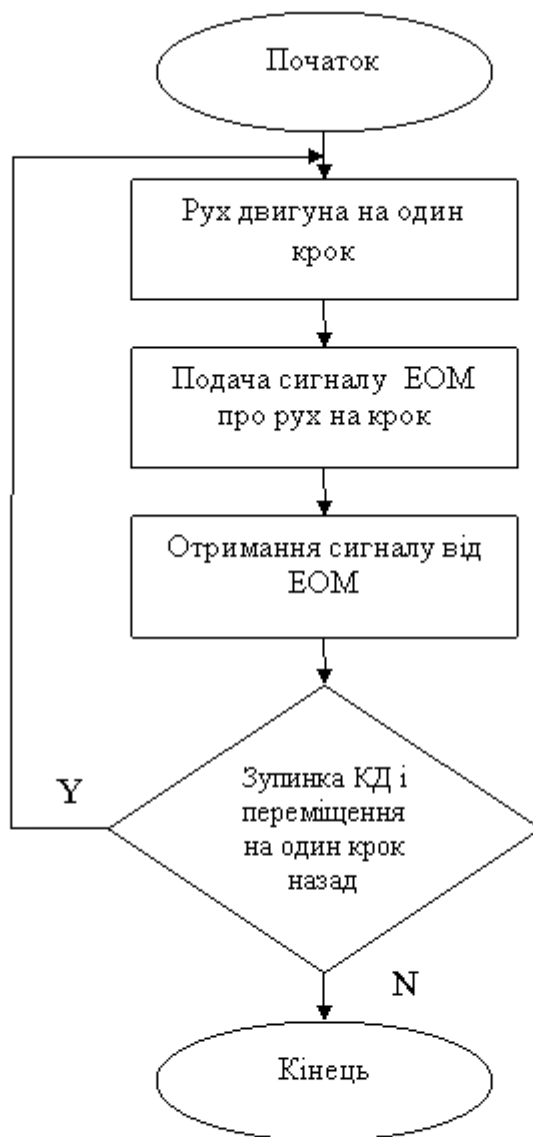 Початок
Рух двигуна на один
крок
Подача сигналу ЕОМ
про рух на крок
Отримання сигналу від
ЕОМ
Y
Зупинка КД і
переміщення
на один крок
назад
N
Кінець